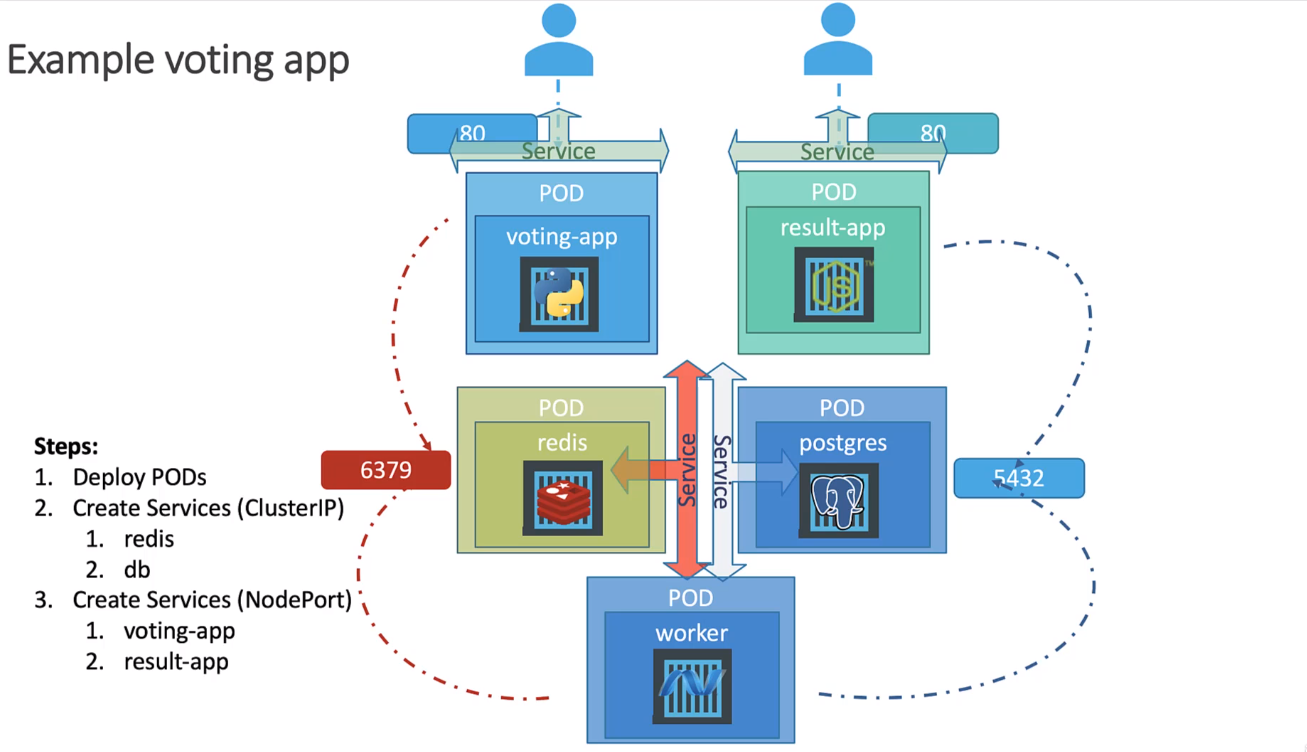 Example voting app
80
80
Service
Service
POD
POD
voting-app
result-app
JS
TM
POD
POD
redis
postgres
Service
Service
6379
5432
Steps:
1. Deploy PODs
2. Create Services (ClusterIP)
1. redis
2. db
3. Create Services (NodePort)
1. voting-app
2. result-app
POD
worker